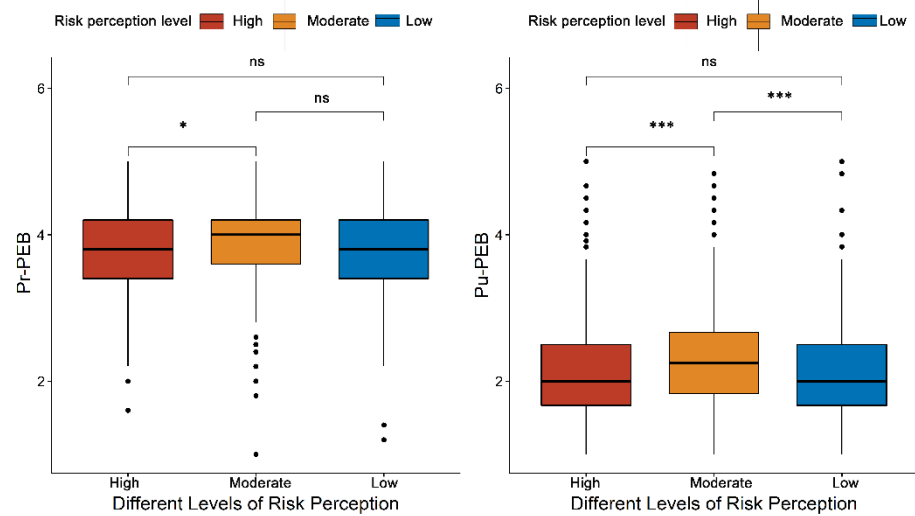 Risk perception level High Moderate Low
ns
ns
*
6
4
2
Pr-PEB
High Moderate Low
Different Levels of Risk Perception
Risk perception level High Moderate Low
ns
***
***
6
4
2
Pu-PEB
High Moderate Low
Different Levels of Risk Perception